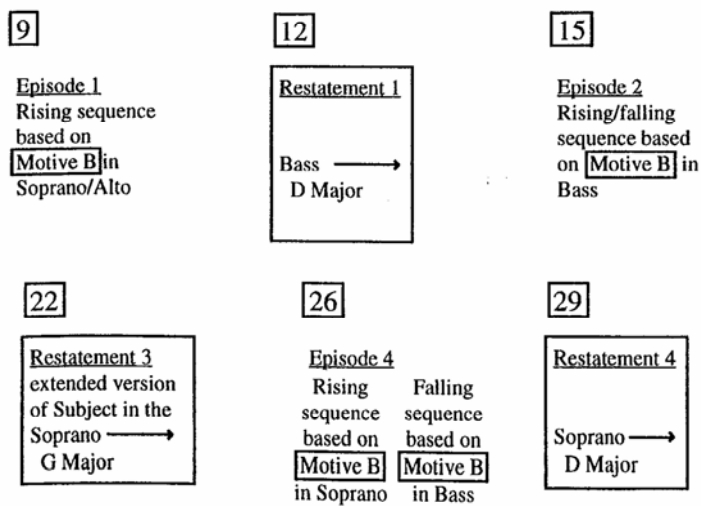 9
Episode 1
Rising sequence
based on
Motive B in
Soprano/Alto
12
Restatement 1
Bass
D Major
15
Episode 2
Rising/falling
sequence based
on Motive B in
Bass
22
Restatement 3
extended version
of Subject in the
Soprano
G Major
26
Episode 4
Rising
sequence
based on
Motive B
in Soprano
Falling
sequence
based on
Motive B
in Bass
29
Restatement 4
Soprano
D Major